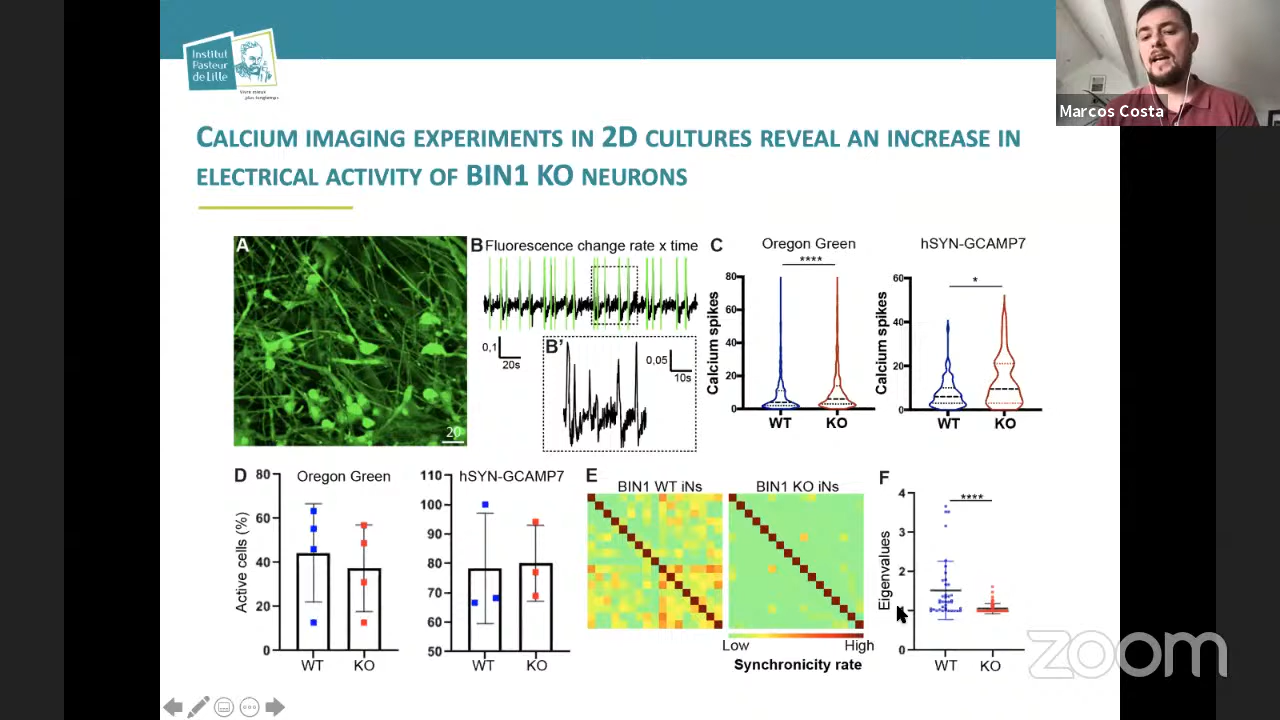 Institut
Pasteur
de Lille
Marcos Costa
CALCIUM IMAGING EXPERIMENTS IN 2D CULTURES REVEAL AN INCREASE IN
ELECTRICAL ACTIVITY OF BIN1 KO NEURONS
A
20
B Fluorescence change rate x time
0,1
20s
B'
0,05
10s
C
Oregon Green
****
Calcium spikes
80
60
40
20
0
WT KO
hSYN-GCAMP7
*
Calcium spikes
60
40
20
0
WT KO
D
Oregon Green
Active cells (%)
80
60
40
20
0
WT KO
hSYN-GCAMP7
110
100
90
80
70
60
50
WT KO
E
BIN1 WT iNs
BIN1 KO iNs
Low High
Synchronicity rate
F
****
Eigenvalues
4
3
2
1
0
WT KO
zoom